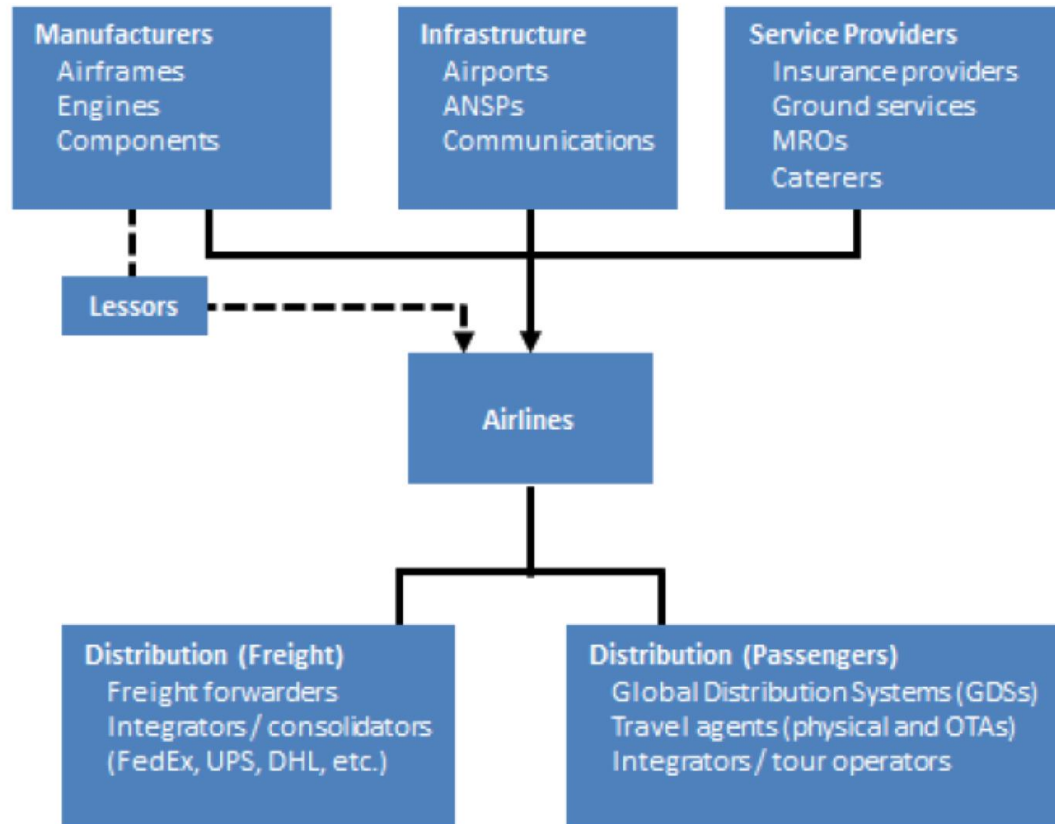 Manufacturers
Airframes
Engines
Components
Infrastructure
Airports
ANSPs
Communications
Service Providers
Insurance providers
Ground services
MROs
Caterers
Lessors
Airlines
Distribution (Freight)
Freight forwarders
Integrators / consolidators
(FedEx, UPS, DHL, etc.)
Distribution (Passengers)
Global Distribution Systems (GDSs)
Travel agents (physical and OTAs)
Integrators / tour operators